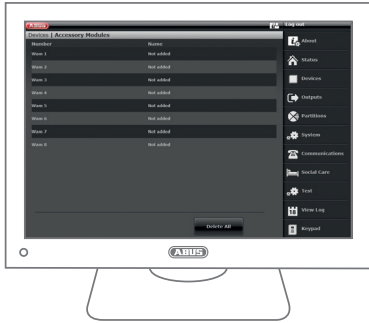 ABUS
Log out
Devices | Accessory Modules
Number Name
Wam 1 Not added
Wam 2 Not added
Wam 3 Not added
Wam 4 Not added
Wam 5 Not added
Wam 6 Not added
Wam 7 Not added
Wam 8 Not added
Delete All
About
Status
Devices
Outputs
Partitions
System
Communications
Social Care
Test
View Log
Keypad
ABUS